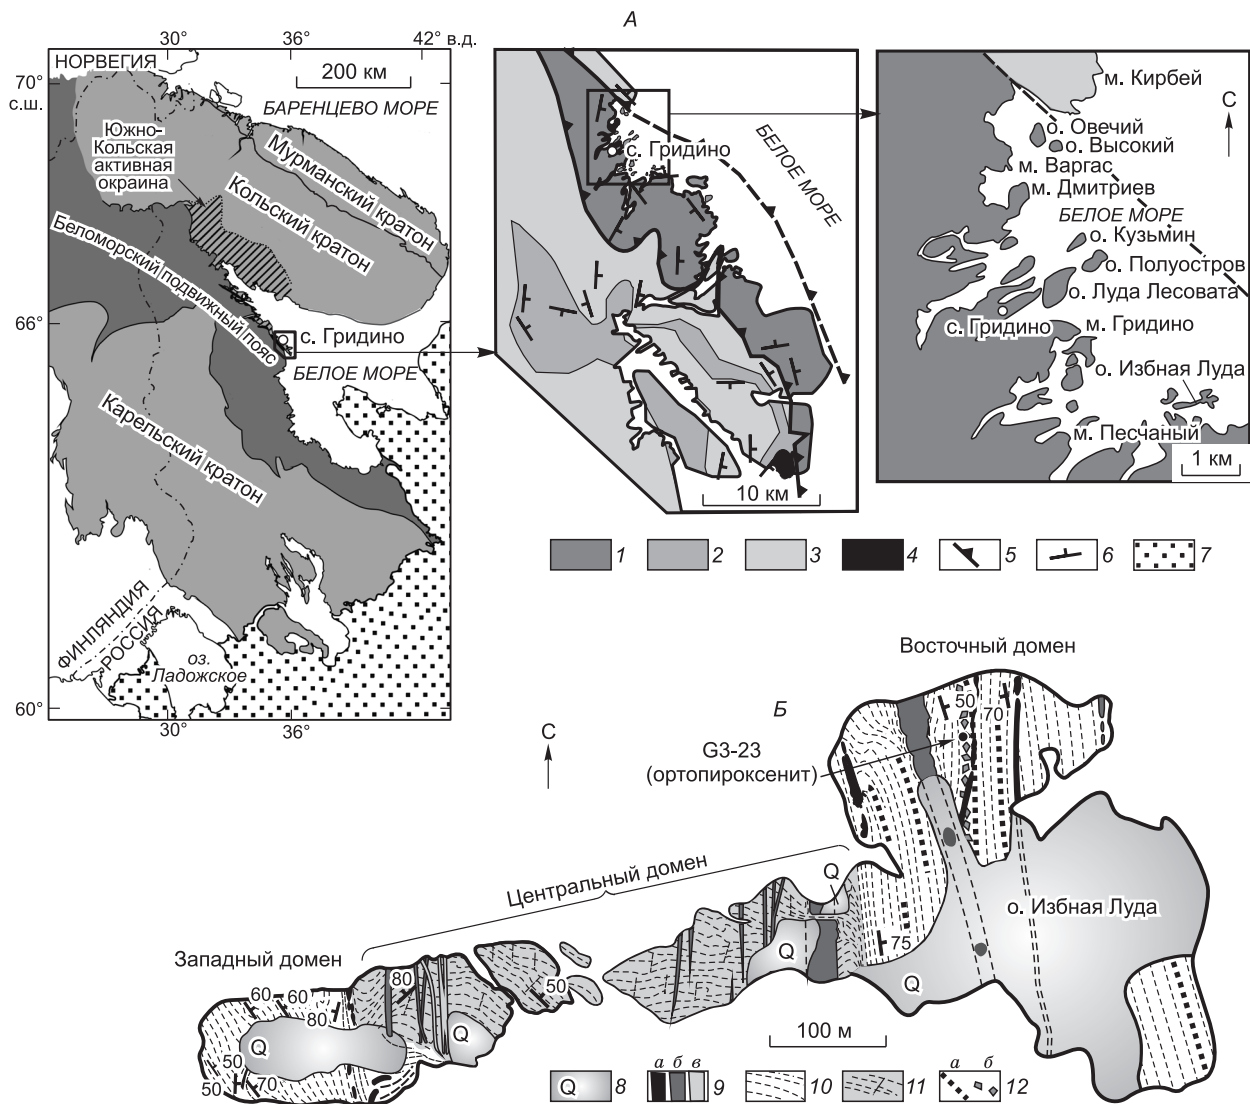 А
30°
36°
42° в.д.
НОРВЕГИЯ
200 км
70°
с.ш.
БАРЕНЦЕВО МОРЕ
Южно-
Кольская
активная
окраина
Мурманский кратон
Кольский кратон
Беломорский подвижный пояс
66°
с. Гридино
БЕЛОЕ МОРЕ
Карельский кратон
ФИНЛЯНДИЯ
РОССИЯ
оз.
Ладожское
60°
30°
36°
с. Гридино
БЕЛОЕ МОРЕ
10 км
м. Кирбей
С
о. Овечий
о. Высокий
м. Варгас
м. Дмитриев
БЕЛОЕ МОРЕ
о. Кузьмин
о. Полуостров
о. Луда Лесовата
с. Гридино
м. Гридино
о. Избная Луда
м. Песчаный
1 км
1
2
3
4
5
6
7
Б
Восточный домен
С
G3-23
(ортопироксенит)
50
70
Центральный домен
Q
о. Избная Луда
75
Q
Q
Западный домен
60
60
80
80
50
Q
Q
50
50
70
100 м
Q
8
а
б
в
9
10
11
а
б
12